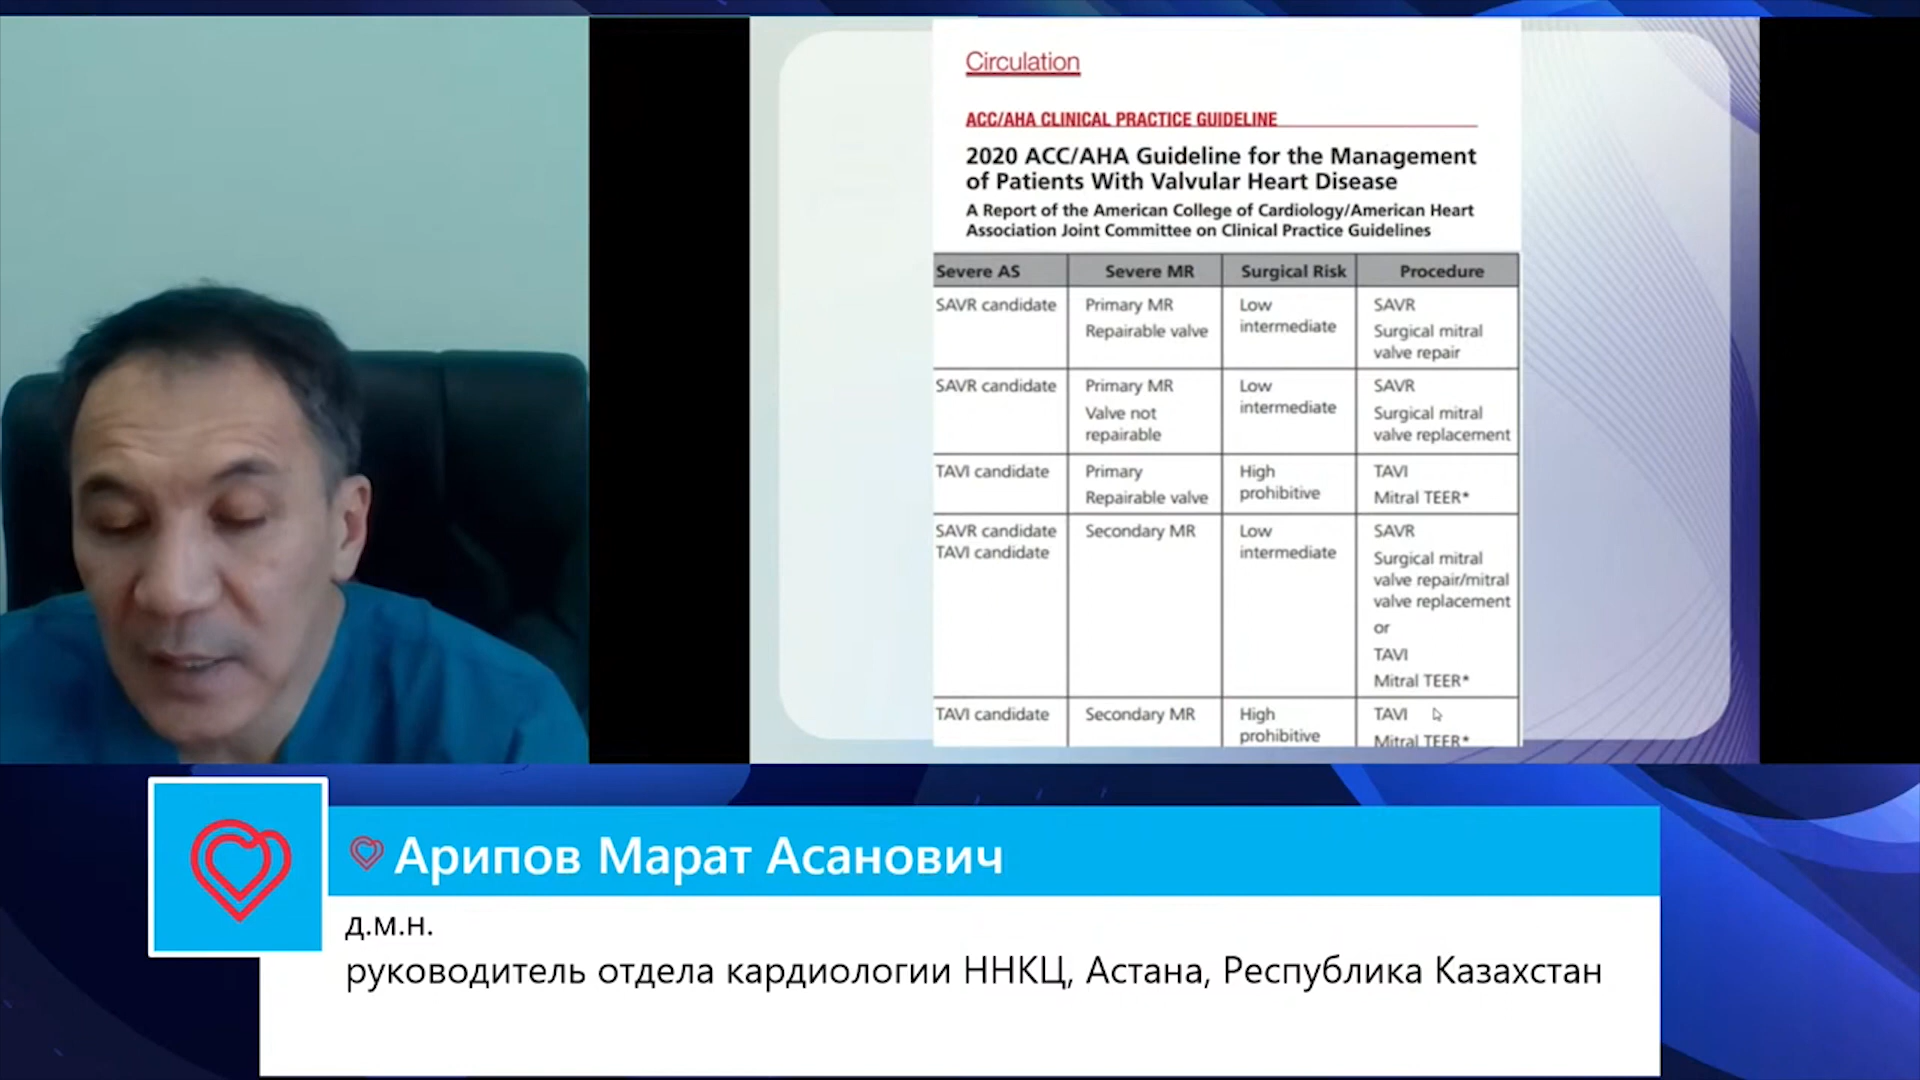 Circulation
ACC/AHA CLINICAL PRACTICE GUIDELINE
2020 ACC/AHA Guideline for the Management
of Patients With Valvular Heart Disease
A Report of the American College of Cardiology/American Heart
Association Joint Committee on Clinical Practice Guidelines
Severe AS Severe MR Surgical Risk Procedure
SAVR candidate Primary MR Low SAVR
Repairable valve intermediate Surgical mitral
valve repair
SAVR candidate Primary MR Low SAVR
Valve not intermediate Surgical mitral
repairable valve replacement
TAVI candidate Primary High TAVI
Repairable valve prohibitive Mitral TEER*
SAVR candidate Secondary MR Low SAVR
TAVI candidate intermediate Surgical mitral
valve repair/mitral
valve replacement
or
TAVI
Mitral TEER*
TAVI candidate Secondary MR High TAVI
prohibitive Mitral TEER*
Арипов Марат Асанович
д.м.н.
руководитель отдела кардиологии ННКЦ, Астана, Республика Казахстан